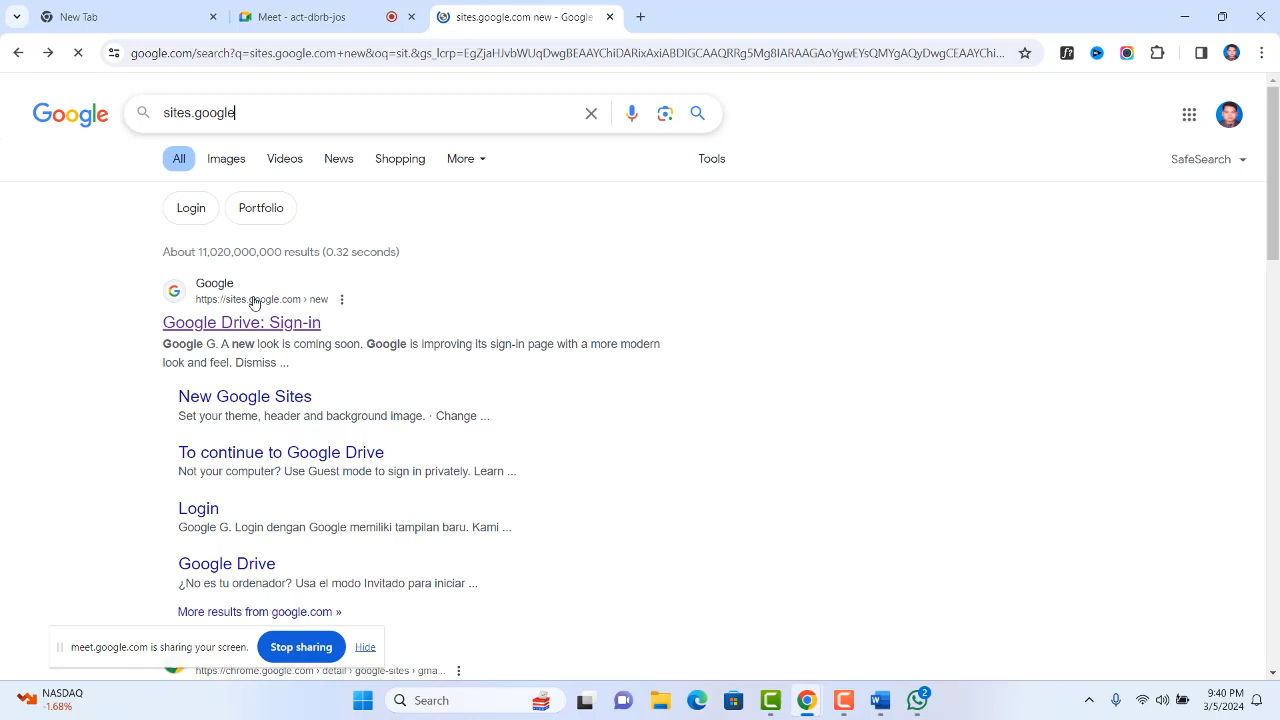 New Tab
Meet - act-drbr-jos
sites.google.com new - Google
google.com/search?q=sites.google.com+new&oq=sit.&gs_lcrp=EgZjaHJvbWUqDwgBEAAYChiDARixAxiABDIGCAAQRRg5Mg8IARAAGAoYgwEYsQMYgAQyDwgCEAAYChi...
Google
sites.google
All
Images
Videos
News
Shopping
More
Tools
SafeSearch
Login
Portfolio
About 11,020,000,000 results (0.32 seconds)
Google
https://sites.google.com › new
Google Drive: Sign-in
Google G. A new look is coming soon. Google is improving its sign-in page with a more modern
look and feel. Dismiss ...
New Google Sites
Set your theme, header and background image. · Change ...
To continue to Google Drive
Not your computer? Use Guest mode to sign in privately. Learn ...
Login
Google G. Login dengan Google memiliki tampilan baru. Kami ...
Google Drive
¿No es tu ordenador? Usa el modo Invitado para iniciar ...
More results from google.com »
meet.google.com is sharing your screen.
Stop sharing
Hide
https://chrome.google.com › detail › google-sites › gma...
NASDAQ
-1.68%
Search
2
9:40 PM
3/5/2024